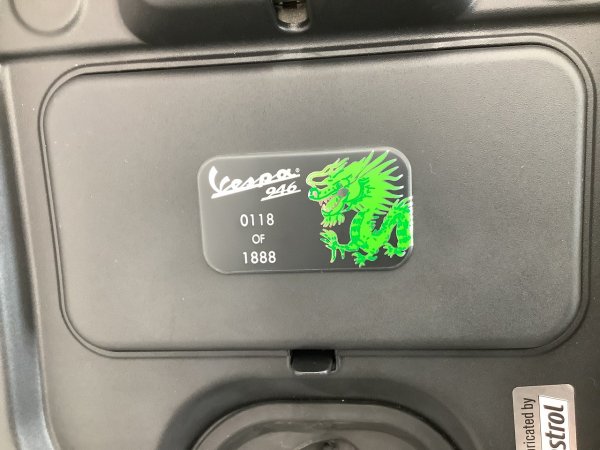 Vespa®
946
0118
OF
1888
ricated by
strol